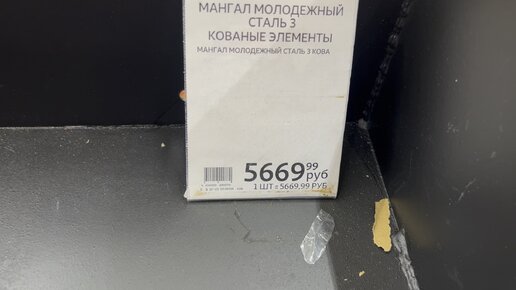 МАНГАЛ МОЛОДЕЖНЫЙ
СТАЛЬ 3
КОВАНЫЕ ЭЛЕМЕНТЫ
МАНГАЛ МОЛОДЕЖНЫЙ СТАЛЬ 3 КОВА
5669 99 руб
1 ШТ = 5669,99 РУБ